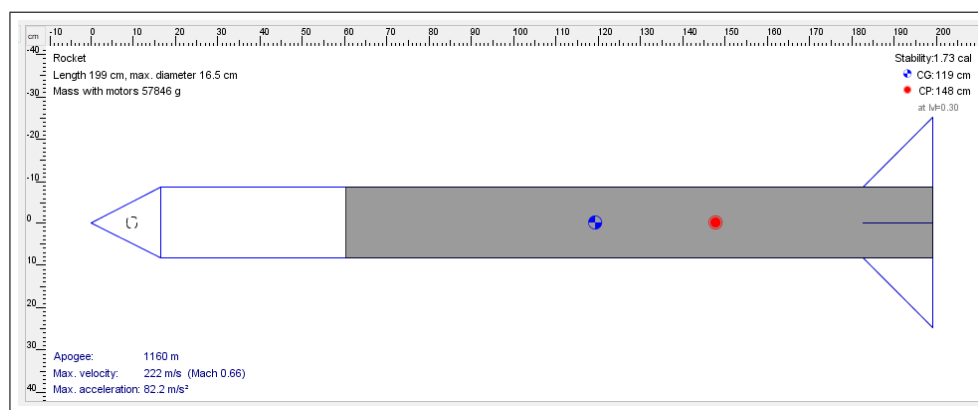 cm
-10 0 10 20 30 40 50 60 70 80 90 100 110 120 130 140 150 160 170 180 190 200
-40
-30
-20
-10
0
10
20
30
40
Rocket
Length 199 cm, max. diameter 16.5 cm
Mass with motors 57846 g
Stability:1.73 cal
CG:119 cm
CP:148 cm
at M=0.30
Apogee: 1160 m
Max. velocity: 222 m/s (Mach 0.66)
Max. acceleration: 82.2 m/s²